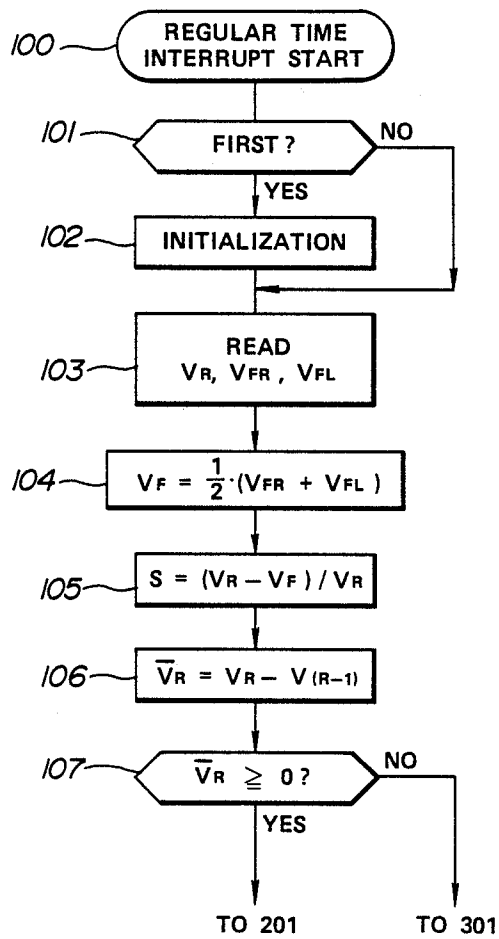 100
REGULAR TIME
INTERRUPT START
101
FIRST ?
NO
YES
102
INITIALIZATION
103
READ
VR, VFR, VFL
104
VF = 1/2 · (VFR + VFL)
105
S = (VR – VF) / VR
106
V̅R = VR – V(R–1)
107
V̅R ≧ 0?
NO
YES
TO 201
TO 301